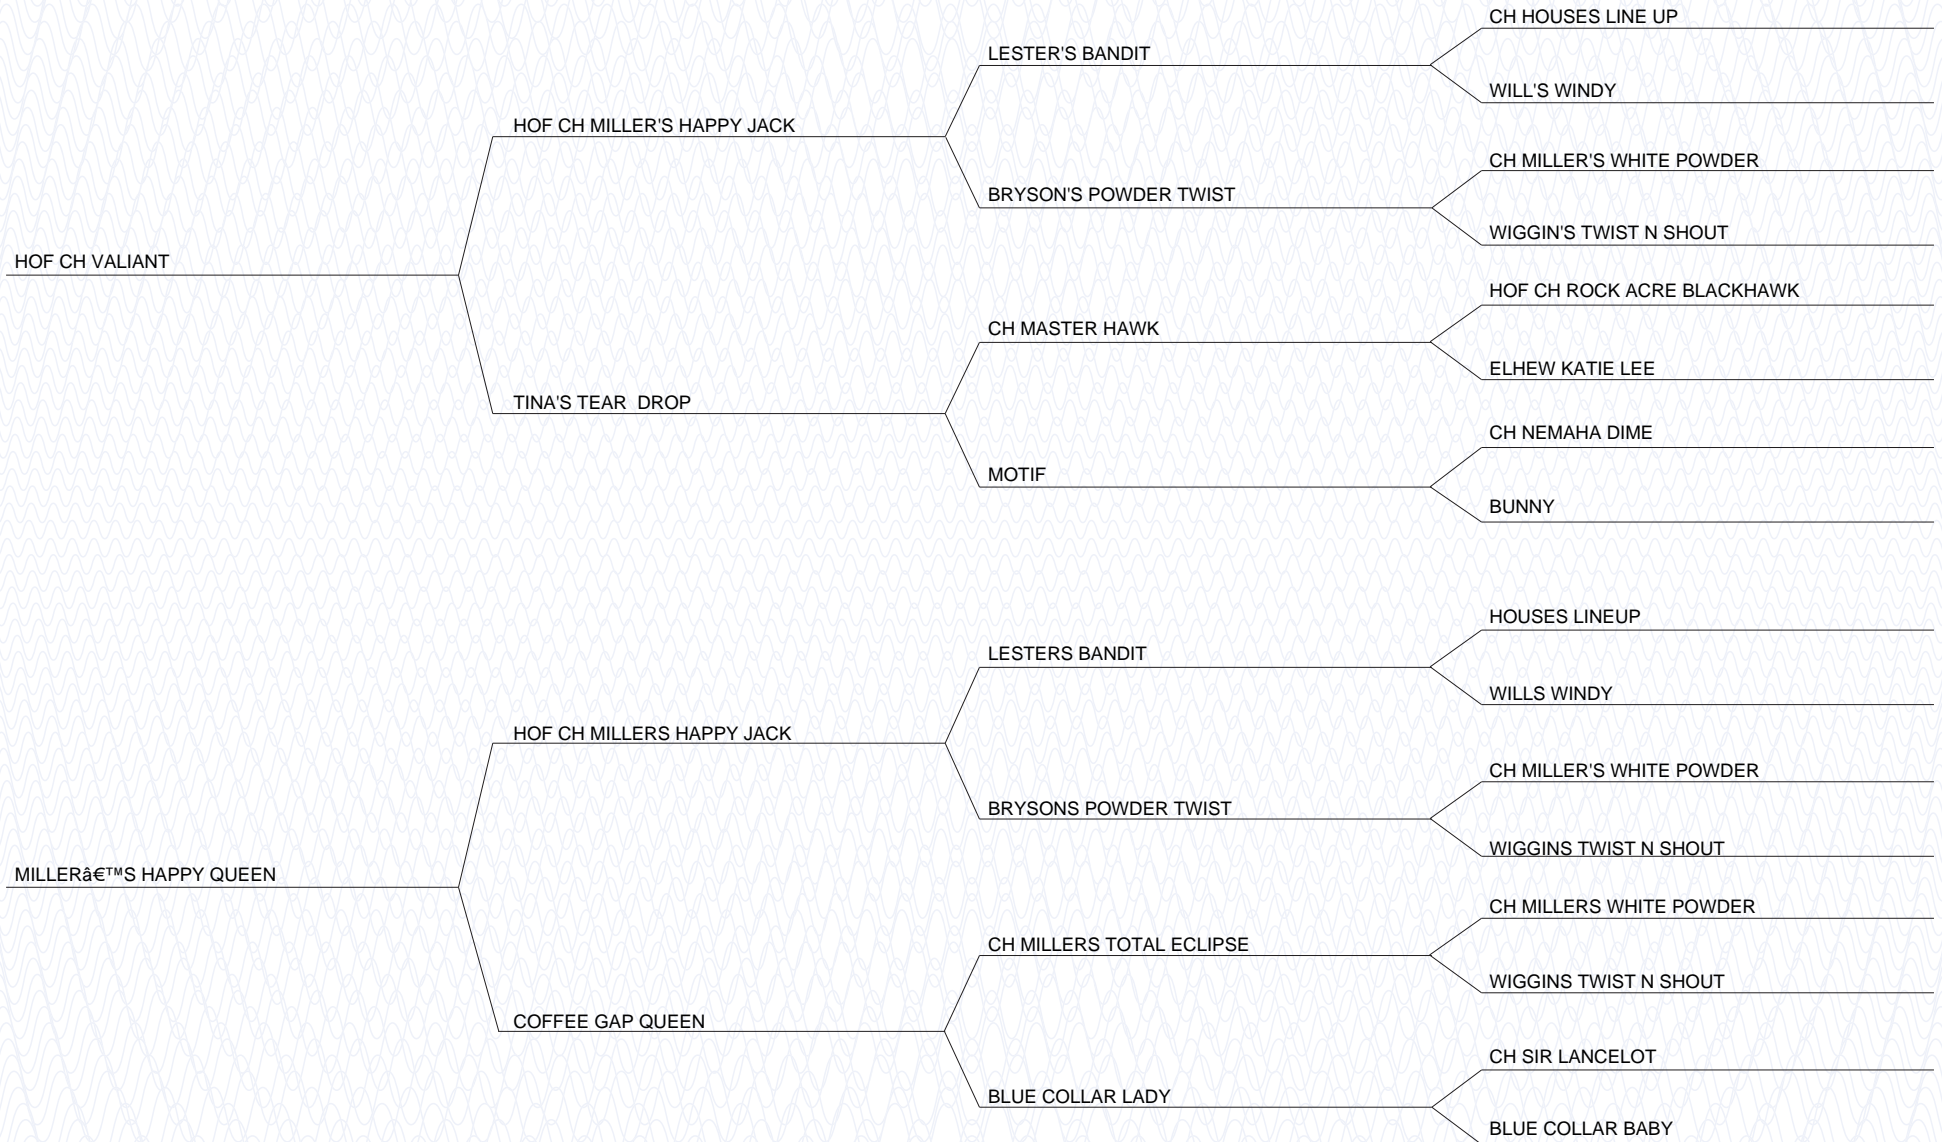 CH HOUSES LINE UP
LESTER'S BANDIT
WILL'S WINDY
HOF CH MILLER'S HAPPY JACK
CH MILLER'S WHITE POWDER
BRYSON'S POWDER TWIST
WIGGIN'S TWIST N SHOUT
HOF CH VALIANT
HOF CH ROCK ACRE BLACKHAWK
CH MASTER HAWK
ELHEW KATIE LEE
TINA'S TEAR  DROP
CH NEMAHA DIME
MOTIF
BUNNY
HOUSES LINEUP
LESTERS BANDIT
WILLS WINDY
HOF CH MILLERS HAPPY JACK
CH MILLER'S WHITE POWDER
BRYSONS POWDER TWIST
WIGGINS TWIST N SHOUT
MILLER’S HAPPY QUEEN
CH MILLERS WHITE POWDER
CH MILLERS TOTAL ECLIPSE
WIGGINS TWIST N SHOUT
COFFEE GAP QUEEN
CH SIR LANCELOT
BLUE COLLAR LADY
BLUE COLLAR BABY